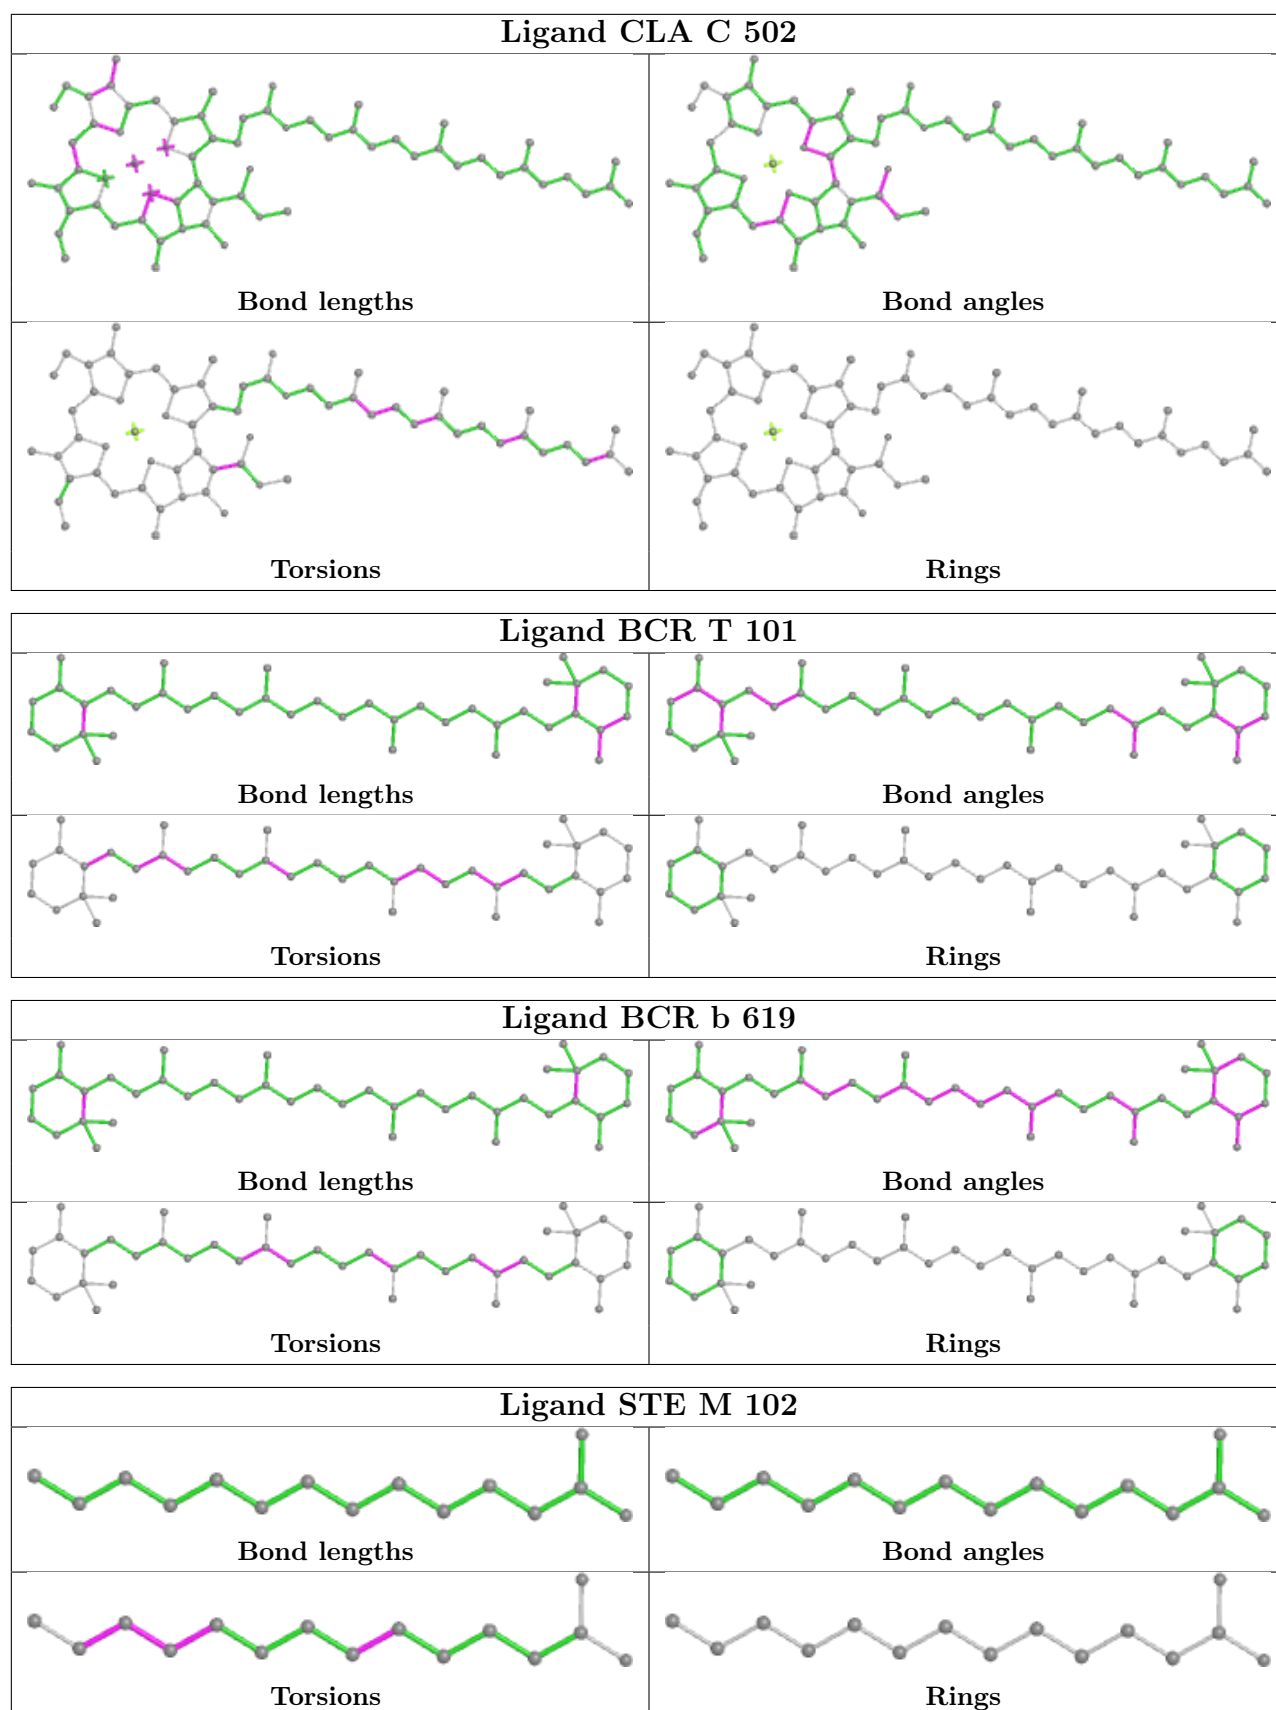 Ligand CLA C 502
Bond lengths
Bond angles
Torsions
Rings
Ligand BCR T 101
Bond lengths
Bond angles
Torsions
Rings
Ligand BCR b 619
Bond lengths
Bond angles
Torsions
Rings
Ligand STE M 102
Bond lengths
Bond angles
Torsions
Rings